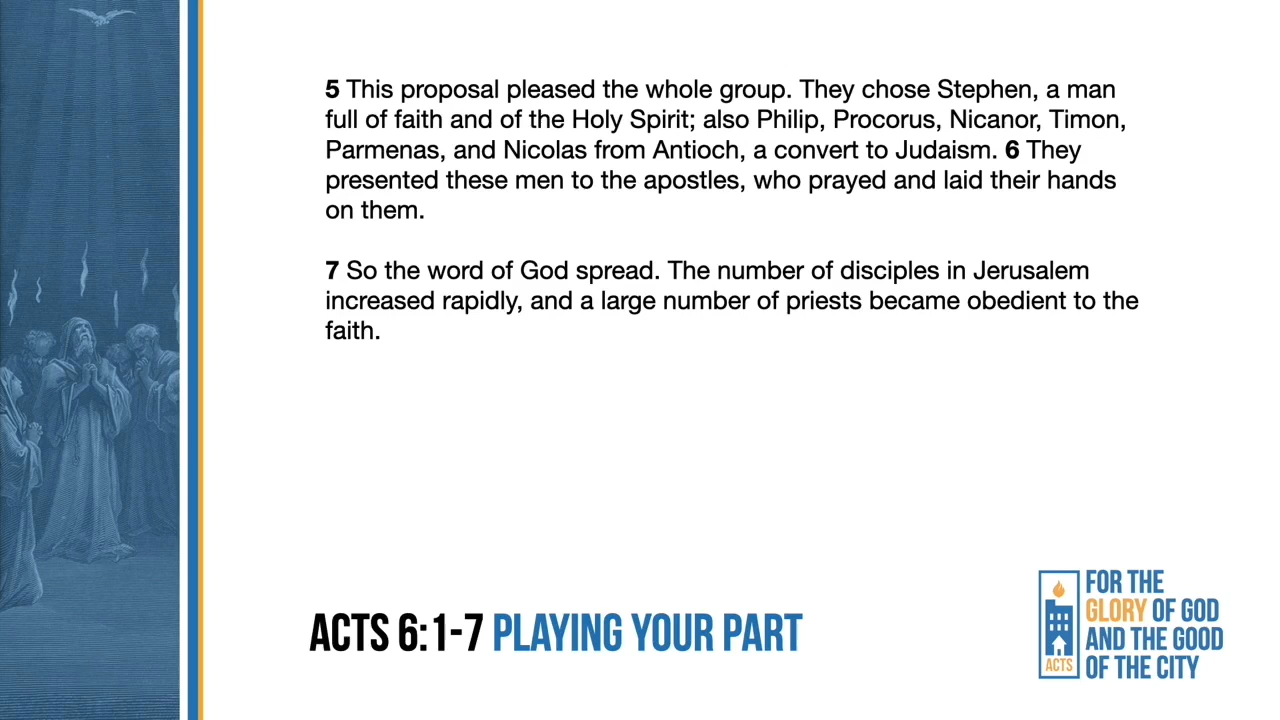 5 This proposal pleased the whole group. They chose Stephen, a man
full of faith and of the Holy Spirit; also Philip, Procorus, Nicanor, Timon,
Parmenas, and Nicolas from Antioch, a convert to Judaism. 6 They
presented these men to the apostles, who prayed and laid their hands
on them.
7 So the word of God spread. The number of disciples in Jerusalem
increased rapidly, and a large number of priests became obedient to the
faith.
ACTS 6:1-7 PLAYING YOUR PART
ACTS
FOR THE
GLORY OF GOD
AND THE GOOD
OF THE CITY